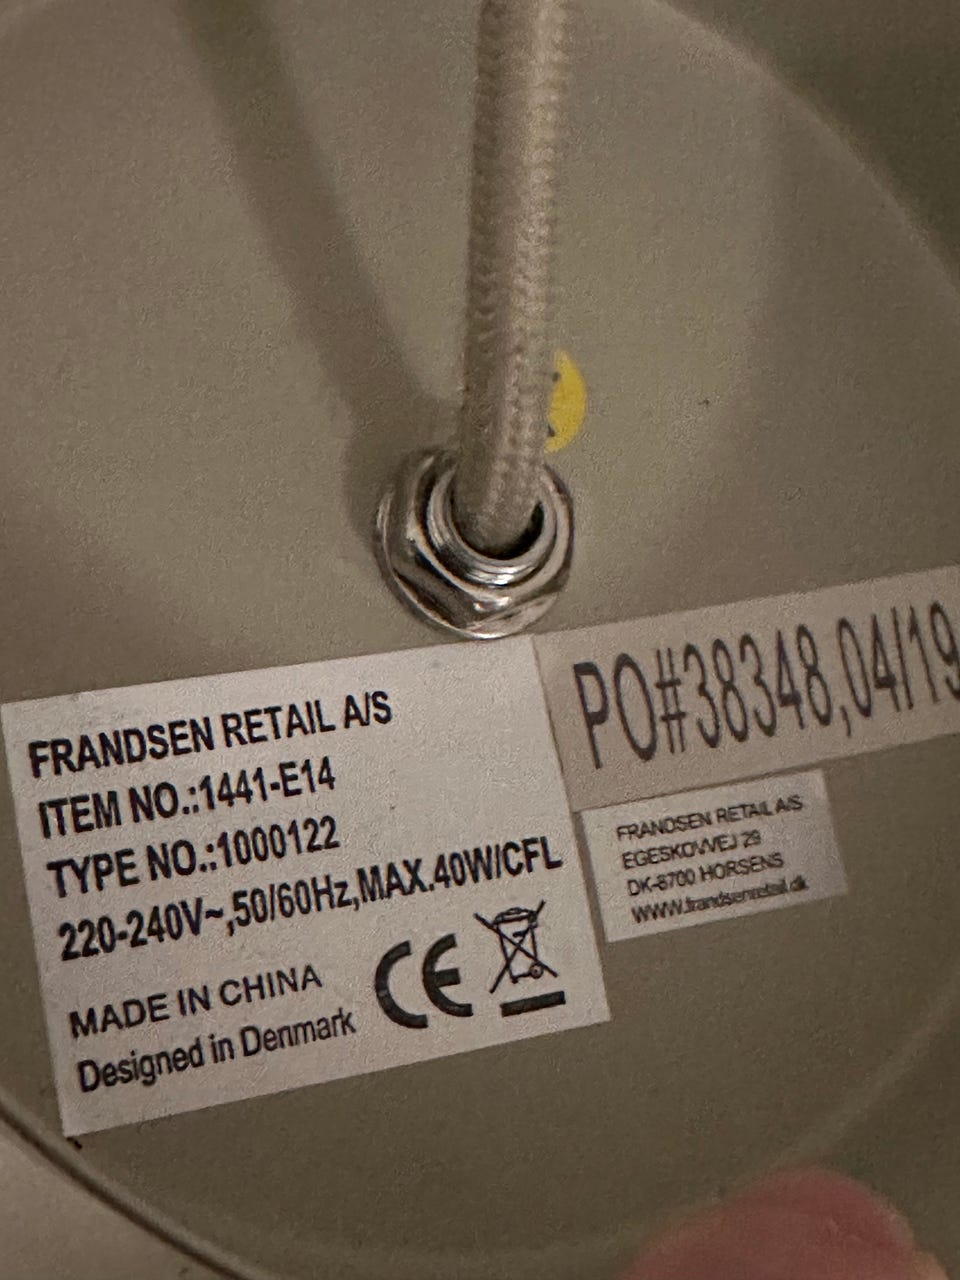 FRANDSEN RETAIL A/S
ITEM NO.:1441-E14
TYPE NO.:1000122
220-240V~,50/60Hz,MAX.40W/CFL
MADE IN CHINA
Designed in Denmark
CE
PO#38348,04/19
FRANDSEN RETAIL A/S
EGESKOVVEJ 29
DK-8700 HORSENS
WWW.frandsenretail.dk